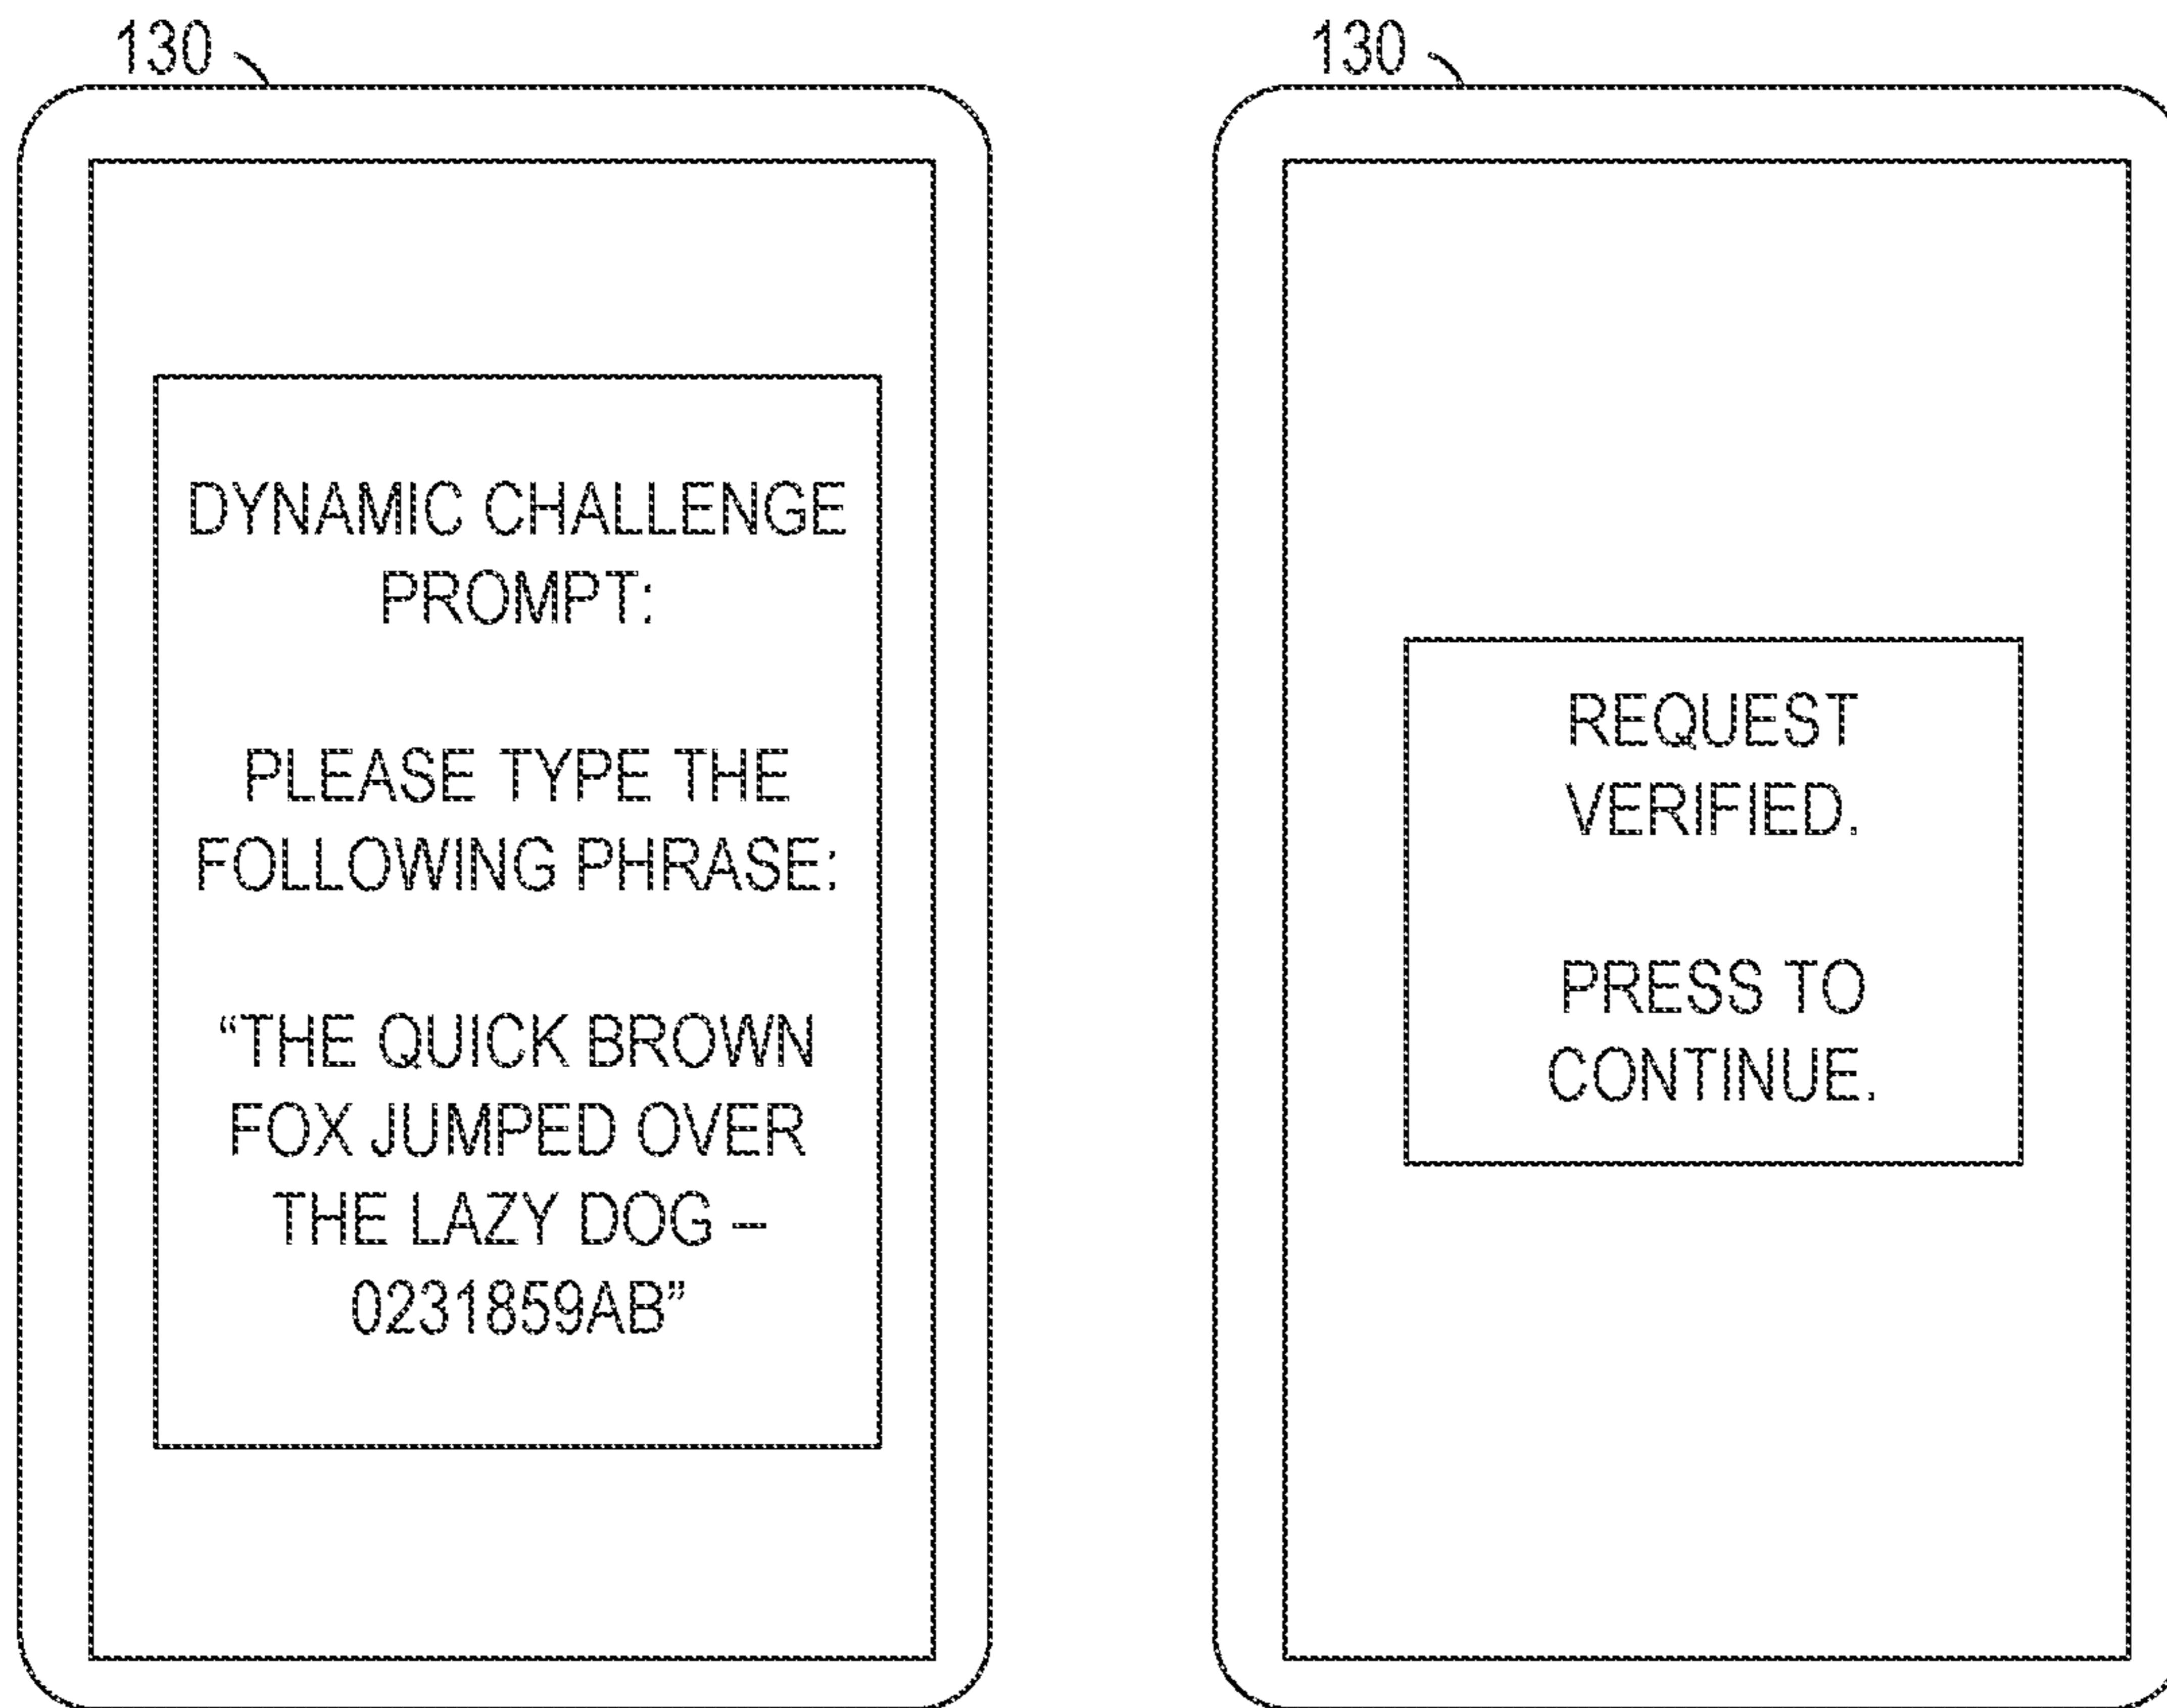 130
DYNAMIC CHALLENGE
PROMPT:
PLEASE TYPE THE
FOLLOWING PHRASE:
“THE QUICK BROWN
FOX JUMPED OVER
THE LAZY DOG –
0231859AB”
130
REQUEST
VERIFIED.
PRESS TO
CONTINUE.